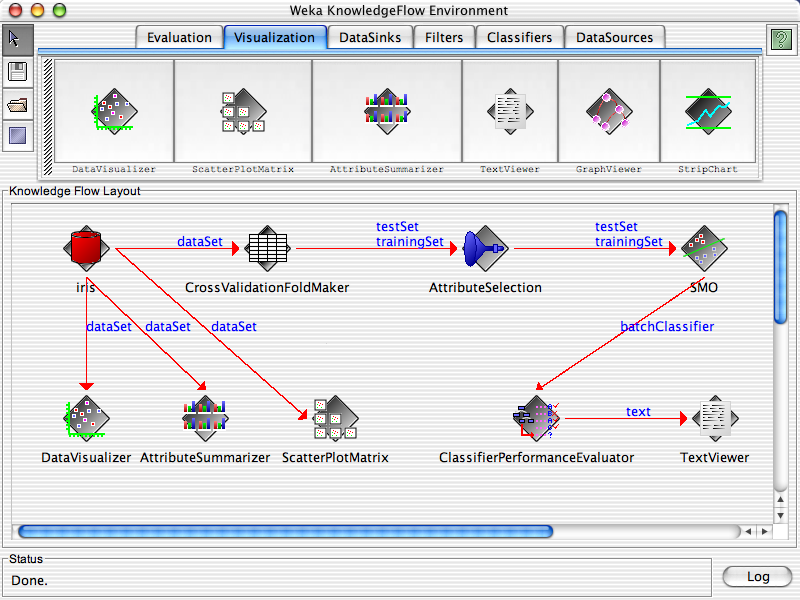 Weka KnowledgeFlow Environment
Evaluation Visualization DataSinks Filters Classifiers DataSources
?
DataVisualizer ScatterPlotMatrix AttributeSummarizer TextViewer GraphViewer StripChart
Knowledge Flow Layout
testSet testSet
dataSet trainingSet trainingSet
iris CrossValidationFoldMaker AttributeSelection SMO
dataSet dataSet dataSet batchClassifier
text
DataVisualizer AttributeSummarizer ScatterPlotMatrix ClassifierPerformanceEvaluator TextViewer
Status
Done.
Log